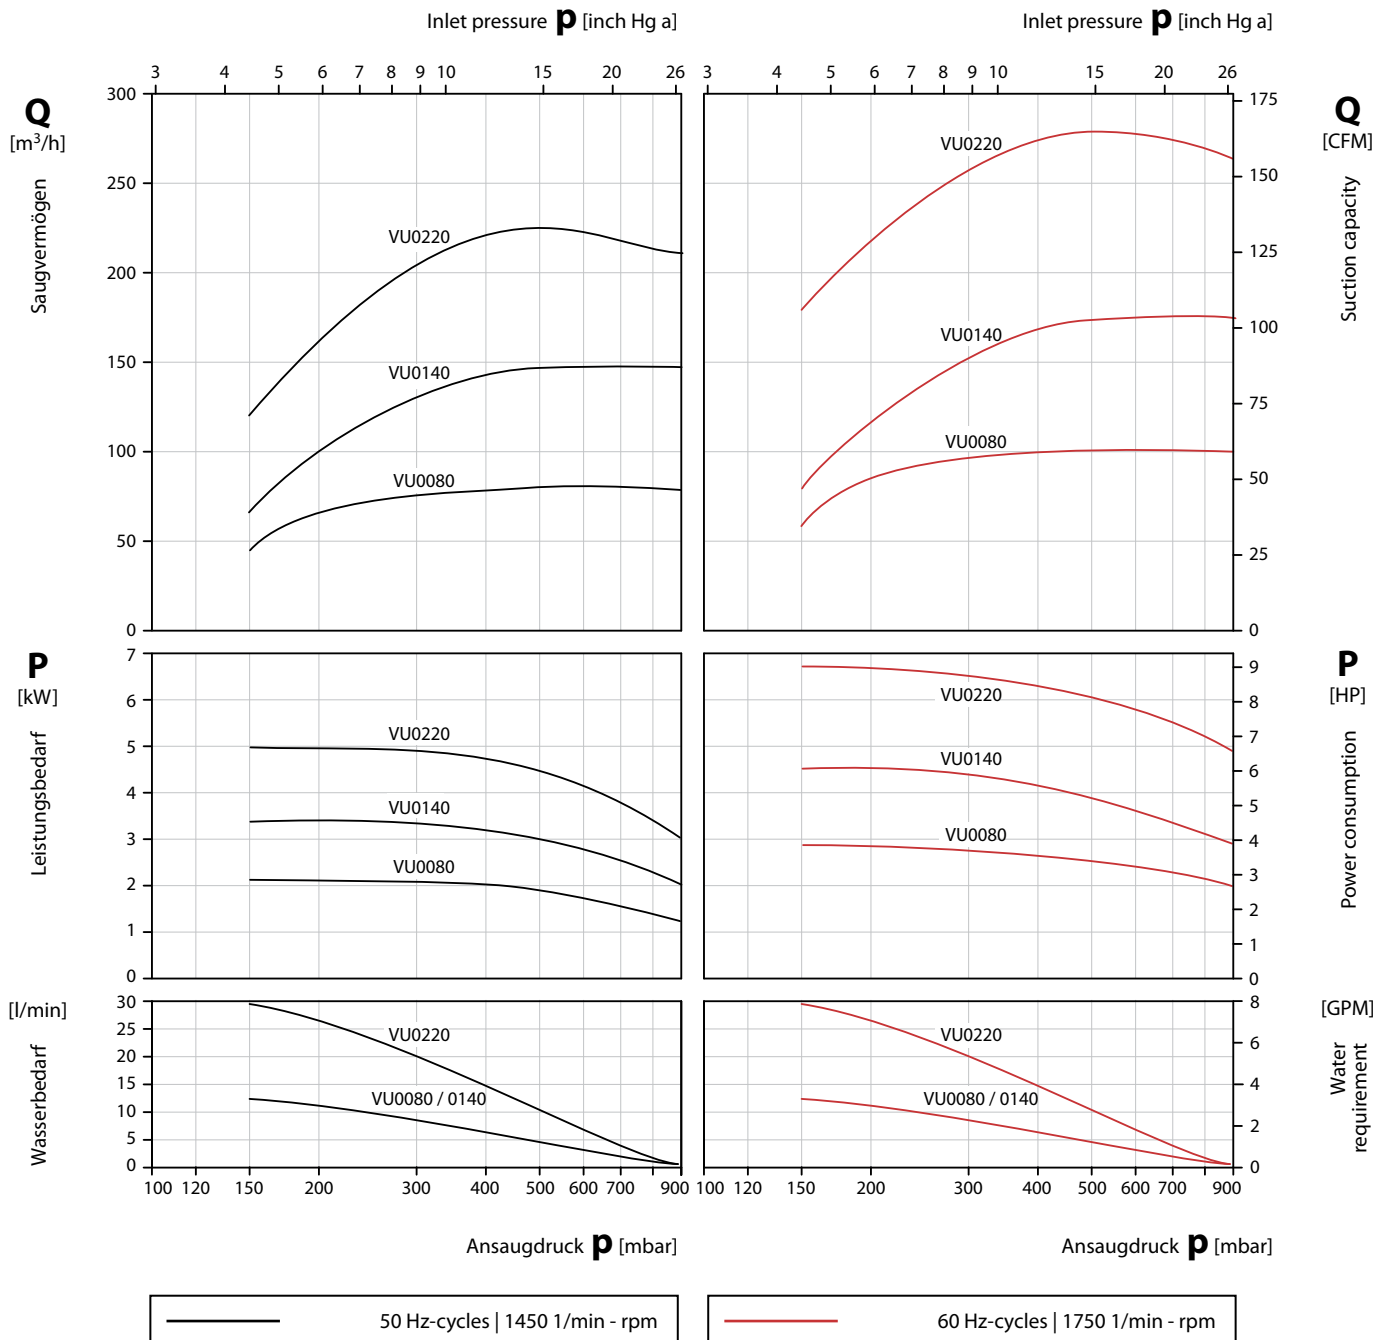 Inlet pressure p [inch Hg a] Inlet pressure p [inch Hg a]
3 4 5 6 7 8 9 10 15 20 26 3 4 5 6 7 8 9 10 15 20 26
Q
[m³/h]
Saugvermögen
300
250
200
150
100
50
0
VU0220
VU0140
VU0080
VU0220
VU0140
VU0080
175
150
125
100
75
50
25
0
Q
[CFM]
Suction capacity
P
[kW]
Leistungsbedarf
7
6
5
4
3
2
1
0
VU0220
VU0140
VU0080
VU0220
VU0140
VU0080
9
8
7
6
5
4
3
2
1
0
P
[HP]
Power consumption
[l/min]
Wasserbedarf
30
25
20
15
10
5
0
VU0220
VU0080 / 0140
VU0220
VU0080 / 0140
8
6
4
2
0
[GPM]
Water
requirement
100 120 150 200 300 400 500 600 700 900 100 120 150 200 300 400 500 600 700 900
Ansaugdruck p [mbar] Ansaugdruck p [mbar]
50 Hz-cycles | 1450 1/min - rpm 60 Hz-cycles | 1750 1/min - rpm